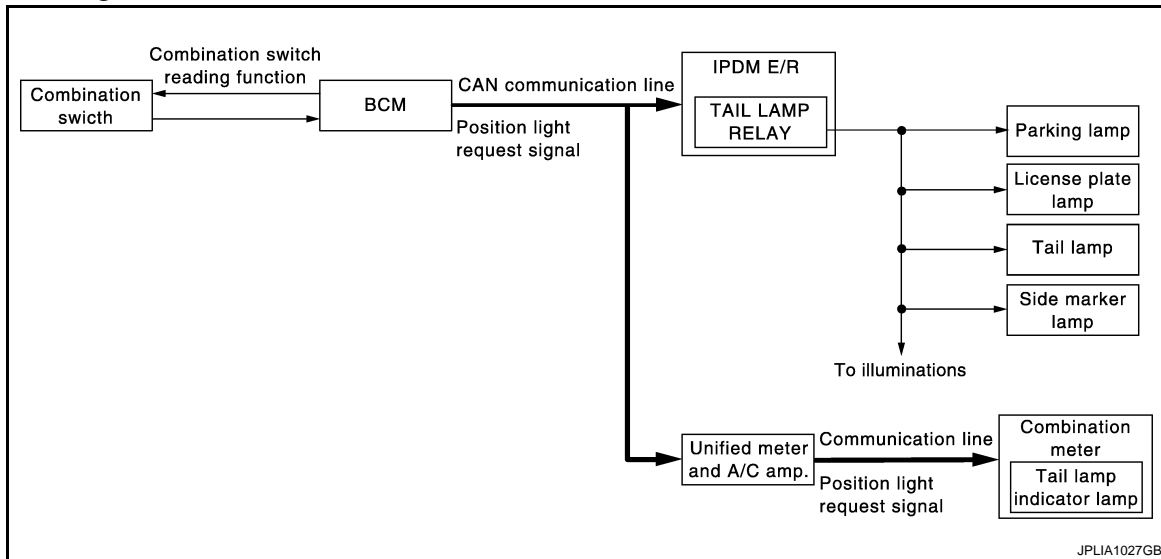 Combination switch
reading function
Combination
swicth
BCM
CAN communication line
Position light
request signal
IPDM E/R
TAIL LAMP
RELAY
Parking lamp
License plate
lamp
Tail lamp
Side marker
lamp
To illuminations
Unified meter
and A/C amp.
Communication line
Position light
request signal
Combination
meter
Tail lamp
indicator lamp
JPLIA1027GB